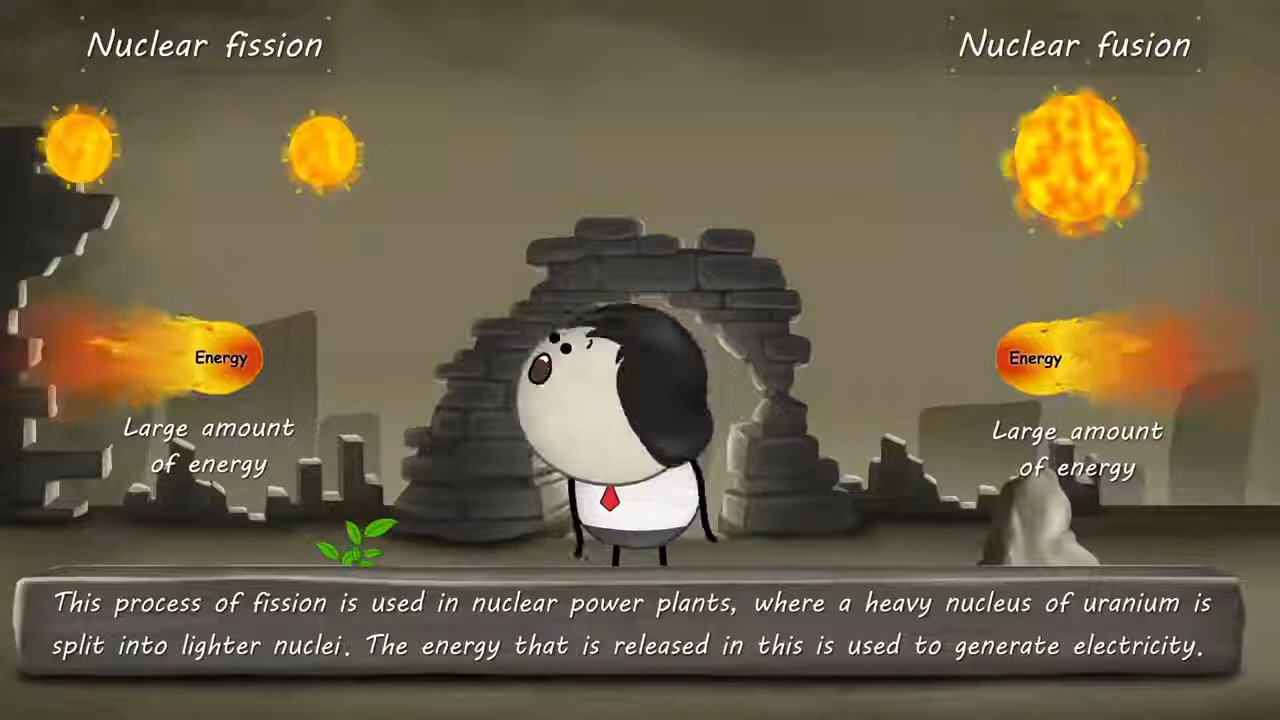 Nuclear fission
Nuclear fusion
Energy
Energy
Large amount
of energy
Large amount
of energy
This process of fission is used in nuclear power plants, where a heavy nucleus of uranium is
split into lighter nuclei. The energy that is released in this is used to generate electricity.